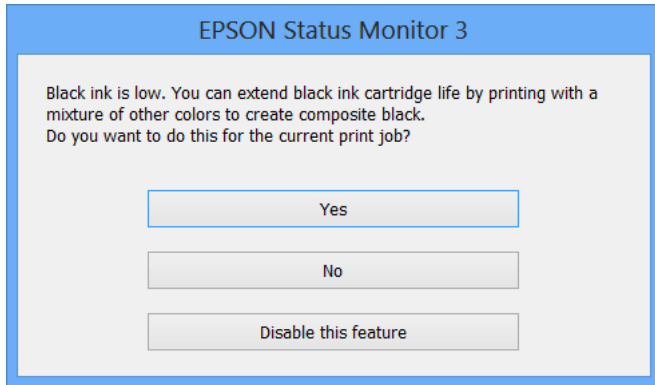 EPSON Status Monitor 3
Black ink is low. You can extend black ink cartridge life by printing with a
mixture of other colors to create composite black.
Do you want to do this for the current print job?
Yes
No
Disable this feature